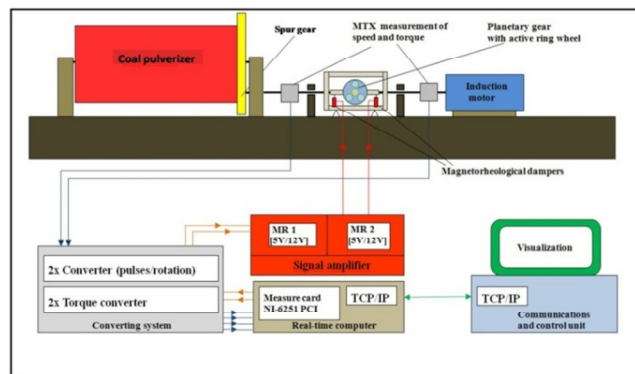 Spur gear
MTX measurement of
speed and torque
Planetary gear
with active ring wheel
Coal pulverizer
Induction
motor
Magnetorheological dampers
MR 1
[5V/12V]
MR 2
[5V/12V]
Signal amplifier
Visualization
2x Converter (pulses/rotation)
2x Torque converter
Converting system
Measure card
NI-6251 PCI
TCP/IP
Real-time computer
TCP/IP
Communications
and control unit